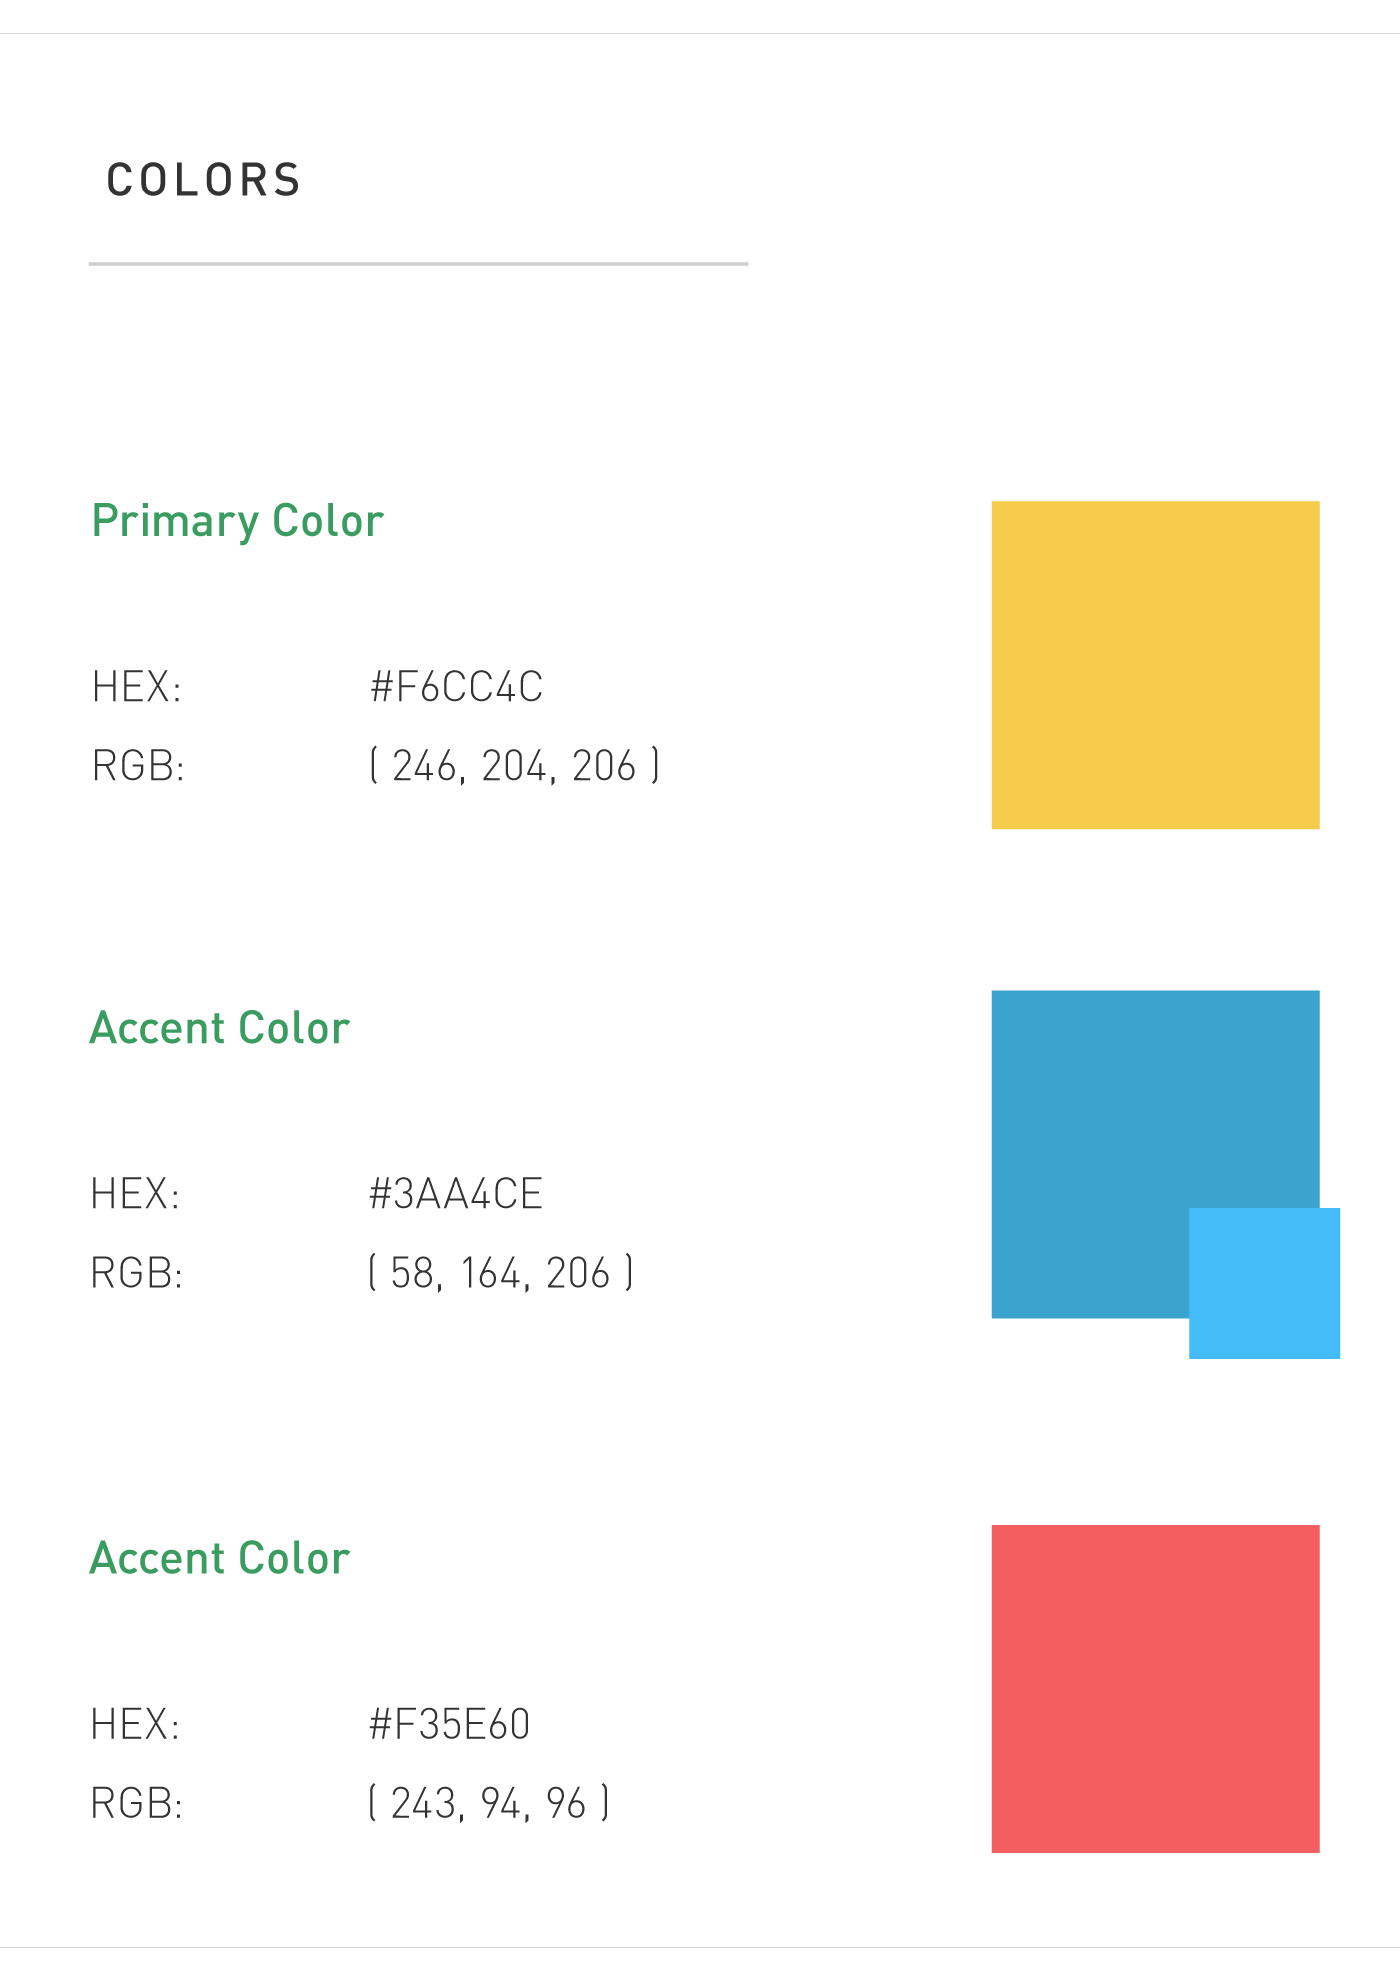 COLORS
Primary Color
HEX: #F6CC4C
RGB: ( 246, 204, 206 )
Accent Color
HEX: #3AA4CE
RGB: ( 58, 164, 206 )
Accent Color
HEX: #F35E60
RGB: ( 243, 94, 96 )